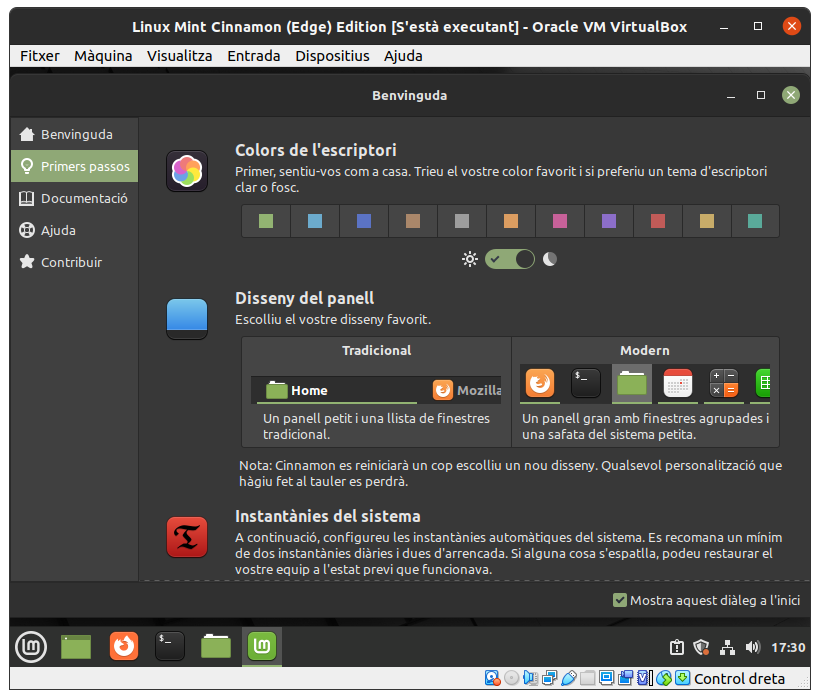 Linux Mint Cinnamon (Edge) Edition [S'està executant] - Oracle VM VirtualBox
Fitxer Màquina Visualitza Entrada Dispositius Ajuda
Benvinguda
Benvinguda
Primers passos
Documentació
Ajuda
Contribuir
Colors de l'escriptori
Primer, sentiu-vos com a casa. Trieu el vostre color favorit i si preferiu un tema d'escriptori
clar o fosc.
Disseny del panell
Escolliu el vostre disseny favorit.
Tradicional
Home
Mozilla
Un panell petit i una llista de finestres
tradicional.
Modern
Un panell gran amb finestres agrupades i
una safata del sistema petita.
Nota: Cinnamon es reiniciarà un cop escolliu un nou disseny. Qualsevol personalització que
hàgiu fet al tauler es perdrà.
Instantànies del sistema
A continuació, configureu les instantànies automàtiques del sistema. Es recomana un mínim
de dos instantànies diàries i dues d'arrencada. Si alguna cosa s'espatlla, podeu restaurar el
vostre equip a l'estat previ que funcionava.
Mostra aquest diàleg a l'inici
17:30
Control dreta